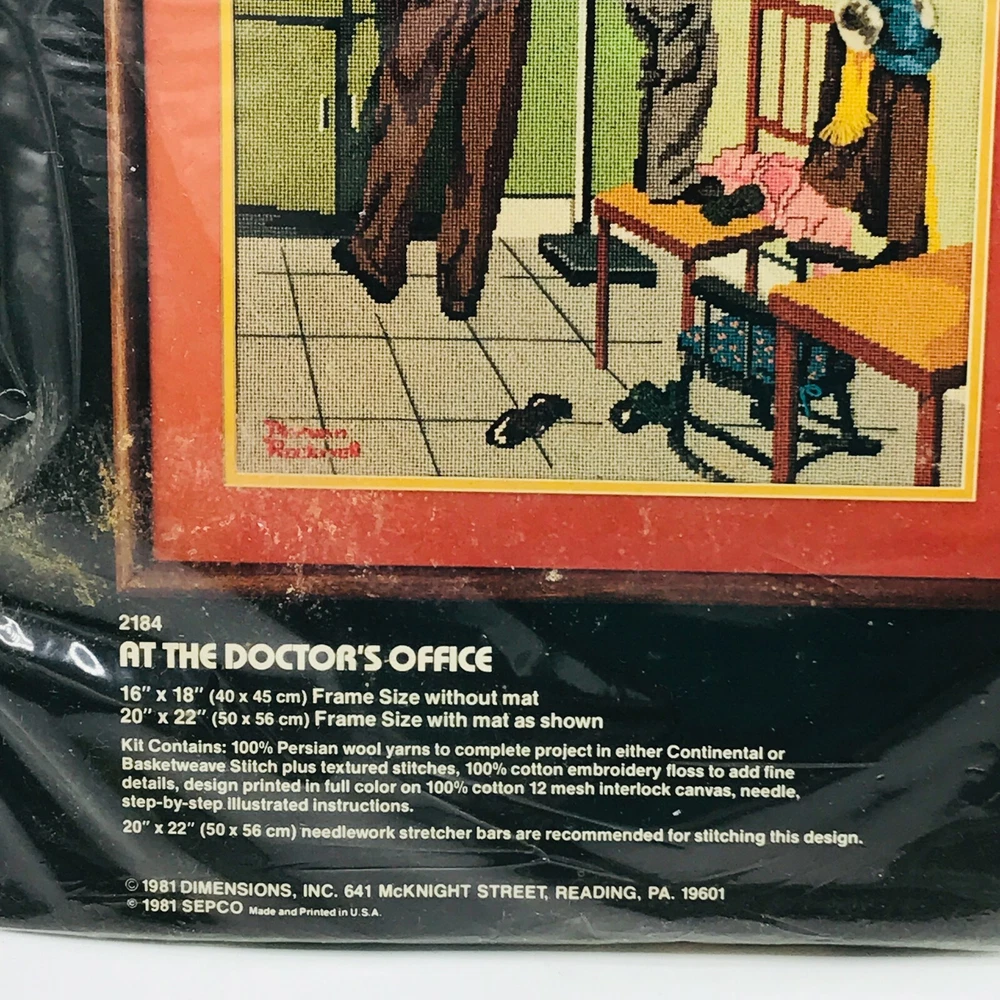 Norman
Rockwell
2184
AT THE DOCTOR'S OFFICE
16" x 18" (40 x 45 cm) Frame Size without mat
20" x 22" (50 x 56 cm) Frame Size with mat as shown
Kit Contains: 100% Persian wool yarns to complete project in either Continental or
Basketweave Stitch plus textured stitches, 100% cotton embroidery floss to add fine
details, design printed in full color on 100% cotton 12 mesh interlock canvas, needle,
step-by-step illustrated instructions.
20" x 22" (50 x 56 cm) needlework stretcher bars are recommended for stitching this design.
© 1981 DIMENSIONS, INC. 641 McKNIGHT STREET, READING, PA. 19601
© 1981 SEPCO Made and Printed in U.S.A.